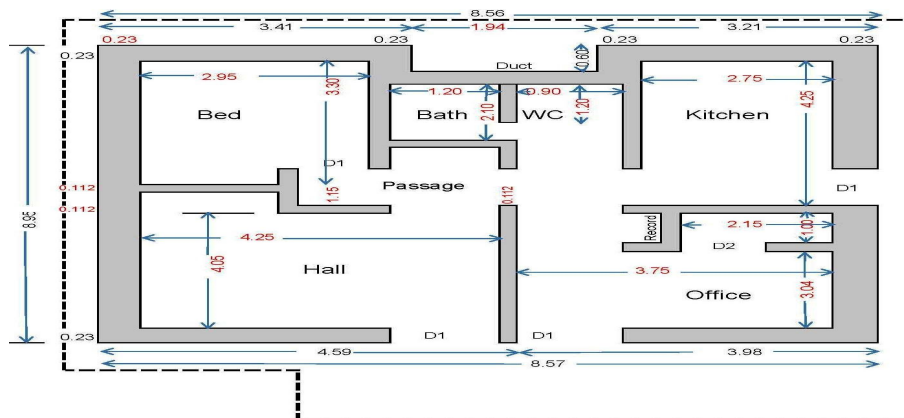 8.56
3.41 1.94 3.21
0.23 0.23 0.23 0.23
0.23
0.60
Duct
2.95 3.30 1.20 0.90 2.75
Bed Bath 2.10 WC 1.20 Kitchen 4.25
D1
0.112 1.15 Passage 0.112 D1
0.112
8.95
4.25 Record 2.15 1.00
D2
4.05 Hall 3.75 3.04
Office
0.23 D1 D1
4.59 3.98
8.57